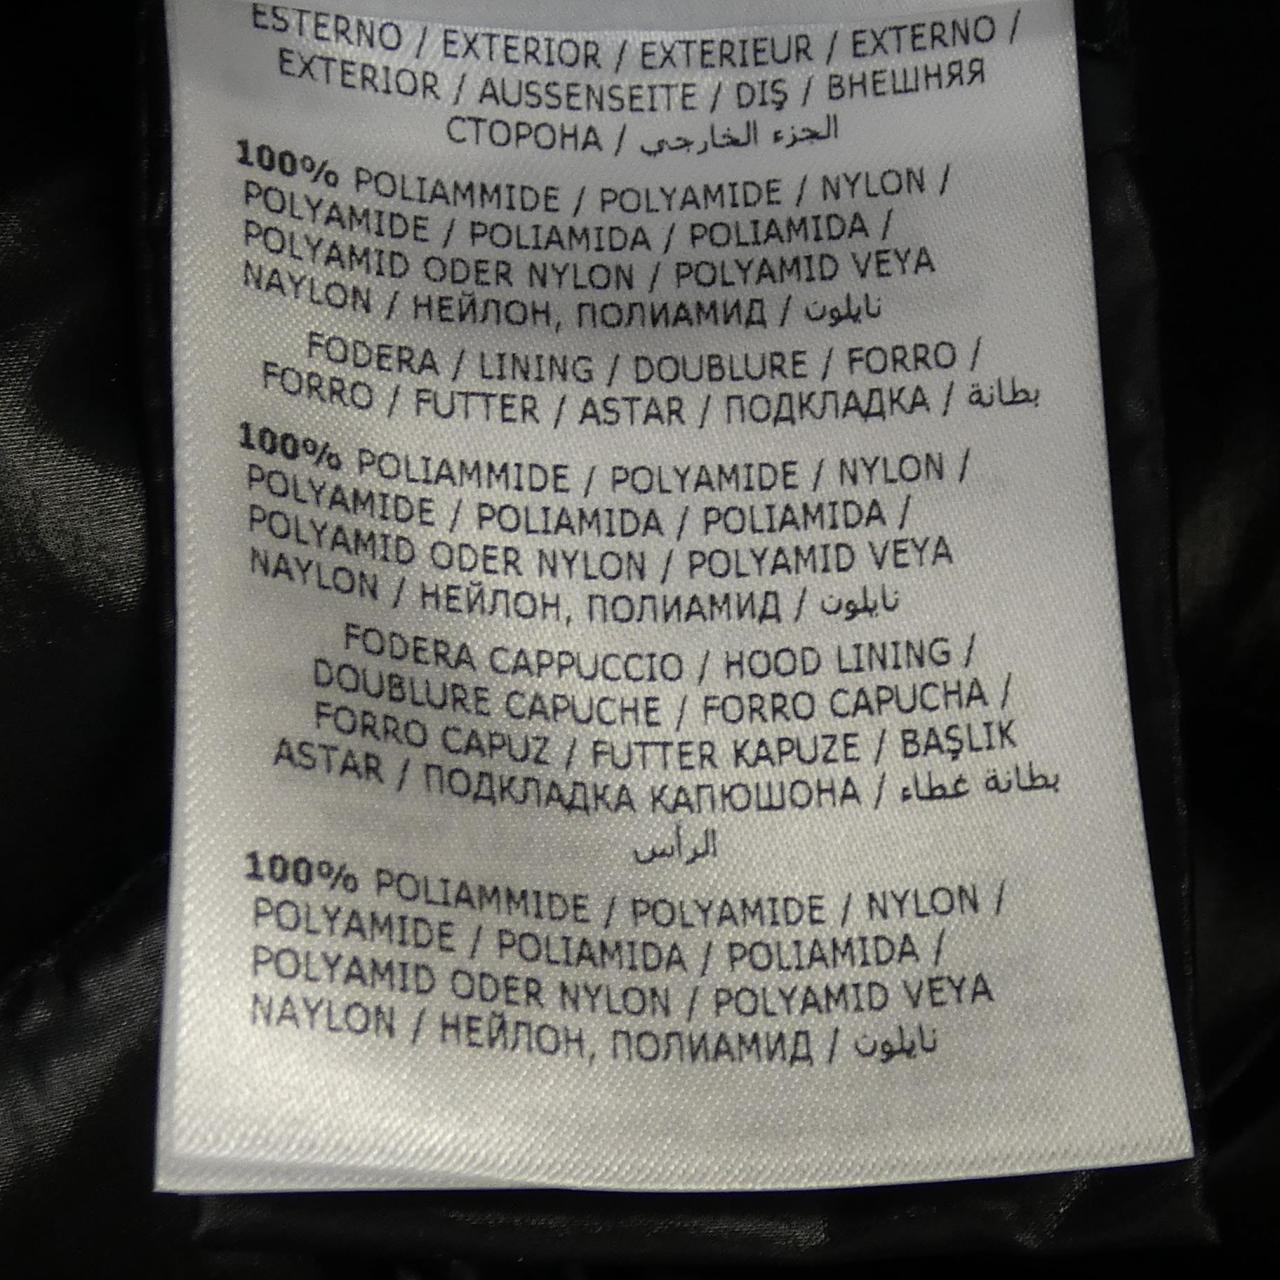 ESTERNO / EXTERIOR / EXTERIEUR / EXTERNO /
EXTERIOR / AUSSENSEITE / DIŞ / ВНЕШНЯЯ
СТОРОНА / الجزء الخارجي
100% POLIAMMIDE / POLYAMIDE / NYLON /
POLYAMIDE / POLIAMIDA / POLIAMIDA /
POLYAMID ODER NYLON / POLYAMID VEYA
NAYLON / НЕЙЛОН, ПОЛИАМИД / نايلون
FODERA / LINING / DOUBLURE / FORRO /
FORRO / FUTTER / ASTAR / ПОДКЛАДКА / بطانة
100% POLIAMMIDE / POLYAMIDE / NYLON /
POLYAMIDE / POLIAMIDA / POLIAMIDA /
POLYAMID ODER NYLON / POLYAMID VEYA
NAYLON / НЕЙЛОН, ПОЛИАМИД / نايلون
FODERA CAPPUCCIO / HOOD LINING /
DOUBLURE CAPUCHE / FORRO CAPUCHA /
FORRO CAPUZ / FUTTER KAPUZE / BAŞLIK
ASTAR / ПОДКЛАДКА КАПЮШОНА / بطانة غطاء
الرأس
100% POLIAMMIDE / POLYAMIDE / NYLON /
POLYAMIDE / POLIAMIDA / POLIAMIDA /
POLYAMID ODER NYLON / POLYAMID VEYA
NAYLON / НЕЙЛОН, ПОЛИАМИД / نايلون